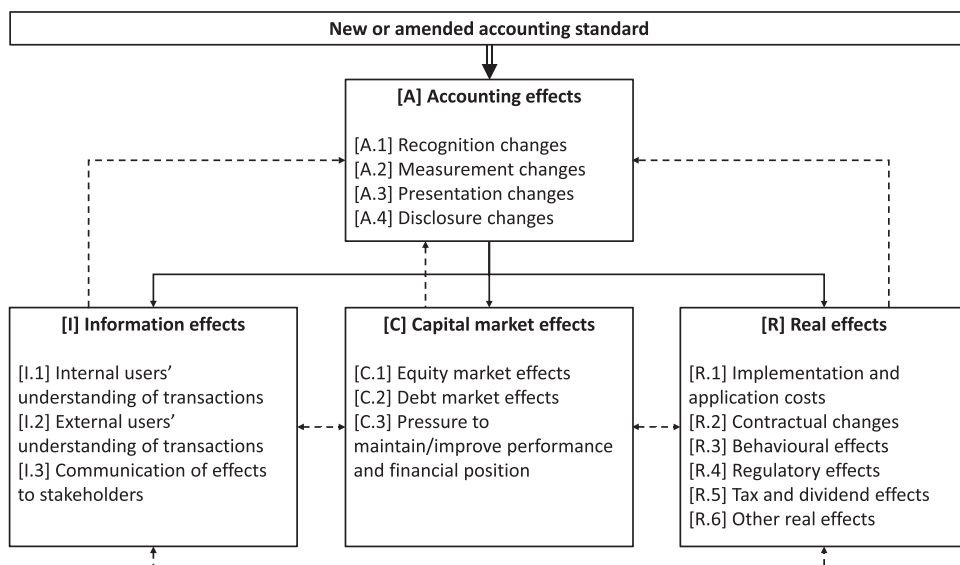 New or amended accounting standard
[A] Accounting effects
[A.1] Recognition changes
[A.2] Measurement changes
[A.3] Presentation changes
[A.4] Disclosure changes
[I] Information effects
[I.1] Internal users’
understanding of transactions
[I.2] External users’
understanding of transactions
[I.3] Communication of effects
to stakeholders
[C] Capital market effects
[C.1] Equity market effects
[C.2] Debt market effects
[C.3] Pressure to
maintain/improve performance
and financial position
[R] Real effects
[R.1] Implementation and
application costs
[R.2] Contractual changes
[R.3] Behavioural effects
[R.4] Regulatory effects
[R.5] Tax and dividend effects
[R.6] Other real effects